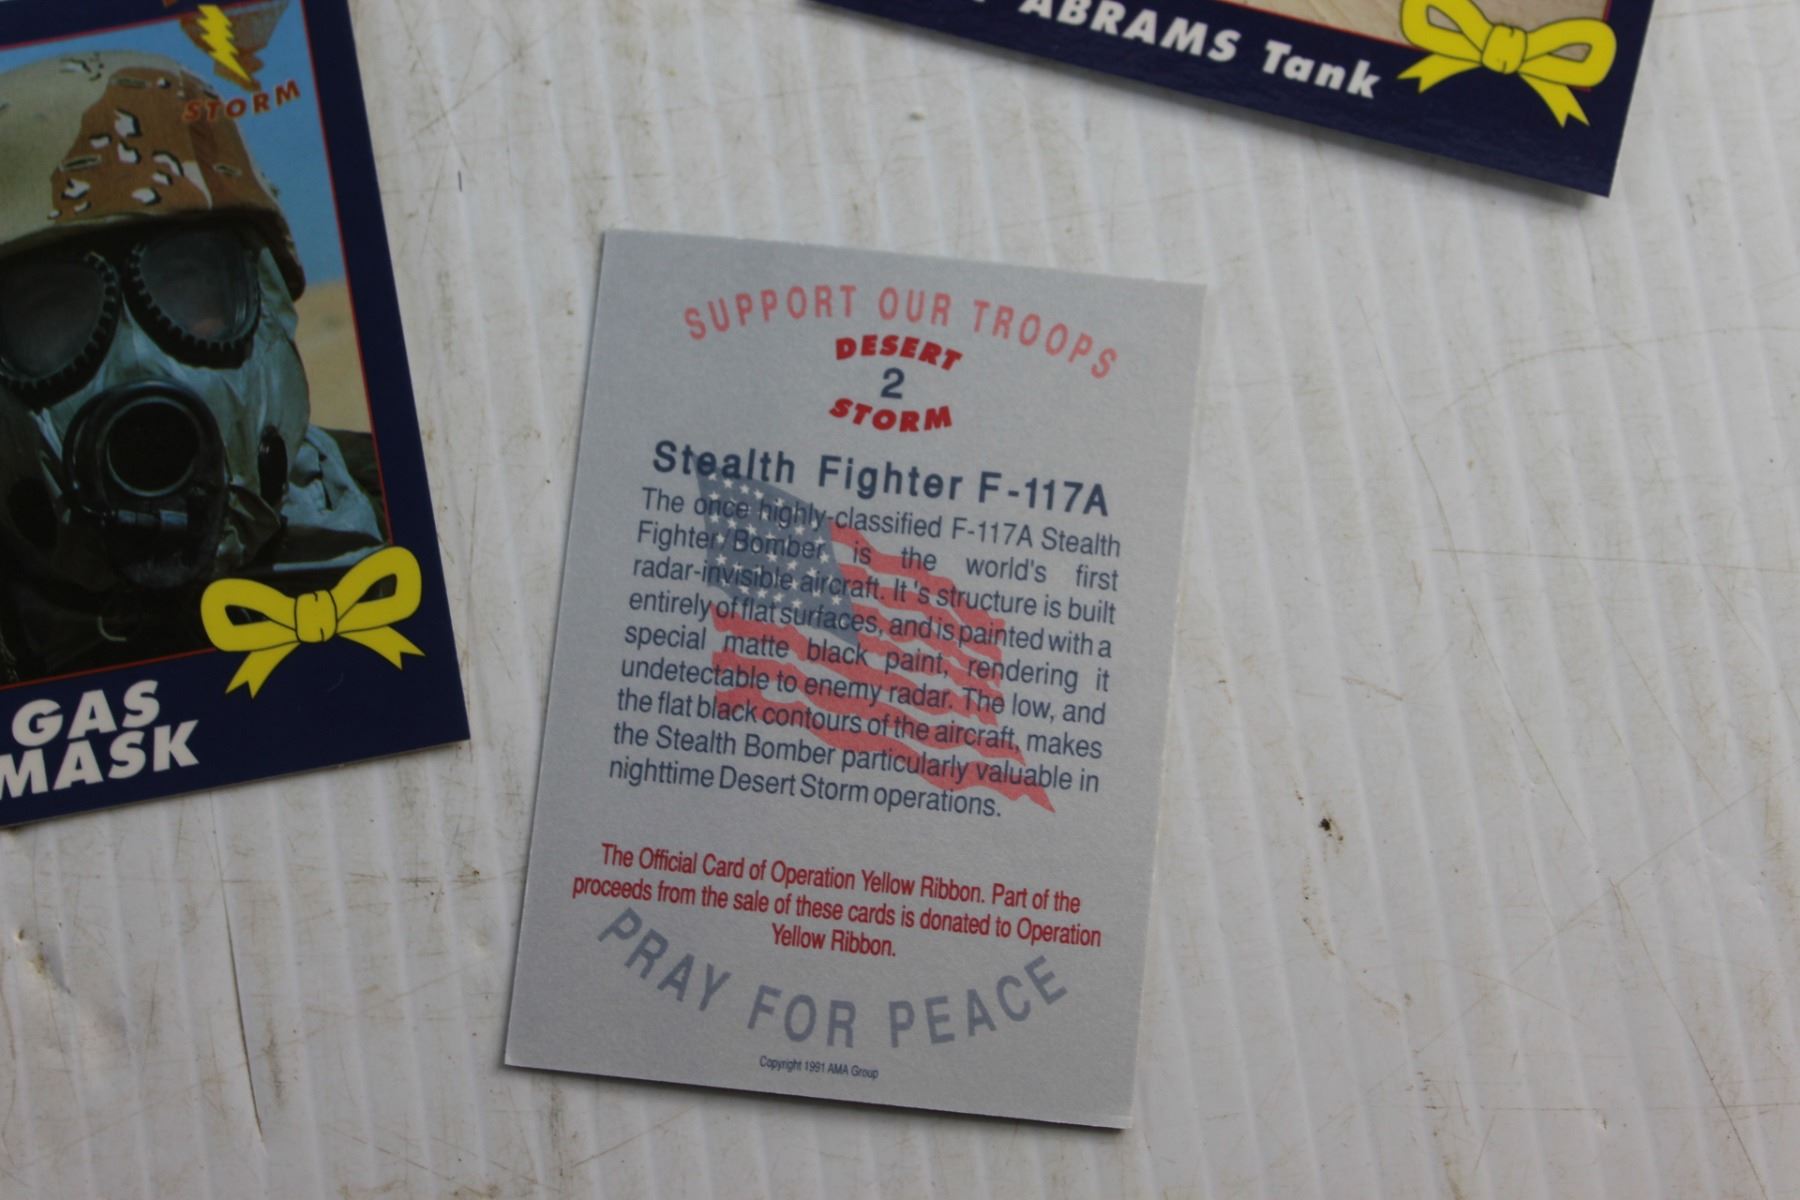 ABRAMS Tank
STORM
GAS
MASK
SUPPORT OUR TROOPS
DESERT
2
STORM
Stealth Fighter F-117A
The once highly-classified F-117A Stealth
Fighter/Bomber is the world's first
radar-invisible aircraft. It 's structure is built
entirely of flat surfaces, and is painted with a
special matte black paint, rendering it
undetectable to enemy radar. The low, and
the flat black contours of the aircraft, makes
the Stealth Bomber particularly valuable in
nighttime Desert Storm operations.
The Official Card of Operation Yellow Ribbon. Part of the
proceeds from the sale of these cards is donated to Operation
Yellow Ribbon.
PRAY FOR PEACE
Copyright 1991 AMA Group